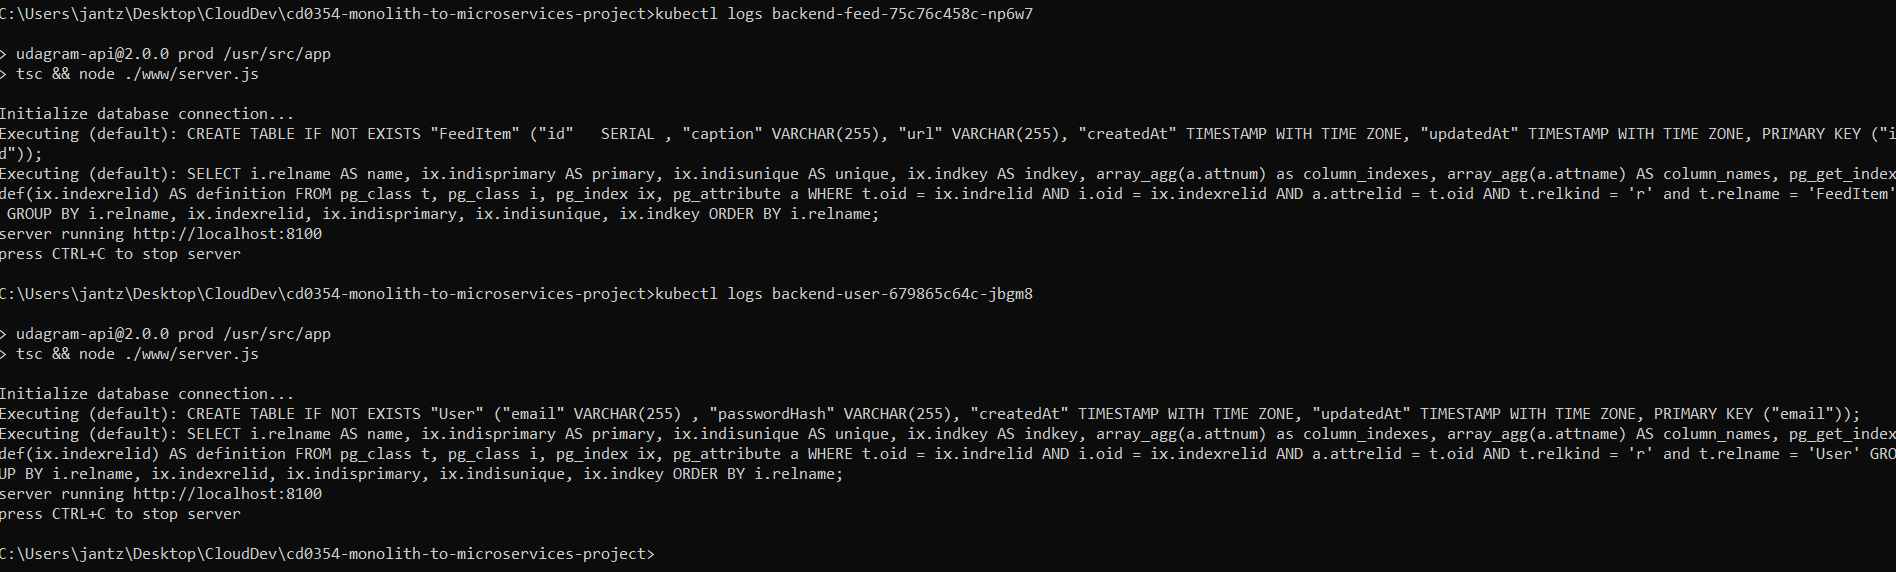 C:\Users\jantz\Desktop\CloudDev\cd0354-monolith-to-microservices-project>kubectl logs backend-feed-75c76c458c-np6w7
> udagram-api@2.0.0 prod /usr/src/app
> tsc && node ./www/server.js
Initialize database connection...
Executing (default): CREATE TABLE IF NOT EXISTS "FeedItem" ("id"   SERIAL , "caption" VARCHAR(255), "url" VARCHAR(255), "createdAt" TIMESTAMP WITH TIME ZONE, "updatedAt" TIMESTAMP WITH TIME ZONE, PRIMARY KEY ("i
d"));
Executing (default): SELECT i.relname AS name, ix.indisprimary AS primary, ix.indisunique AS unique, ix.indkey AS indkey, array_agg(a.attnum) as column_indexes, array_agg(a.attname) AS column_names, pg_get_index
def(ix.indexrelid) AS definition FROM pg_class t, pg_class i, pg_index ix, pg_attribute a WHERE t.oid = ix.indrelid AND i.oid = ix.indexrelid AND a.attrelid = t.oid AND t.relkind = 'r' and t.relname = 'FeedItem'
 GROUP BY i.relname, ix.indexrelid, ix.indisprimary, ix.indisunique, ix.indkey ORDER BY i.relname;
server running http://localhost:8100
press CTRL+C to stop server
C:\Users\jantz\Desktop\CloudDev\cd0354-monolith-to-microservices-project>kubectl logs backend-user-679865c64c-jbgm8
> udagram-api@2.0.0 prod /usr/src/app
> tsc && node ./www/server.js
Initialize database connection...
Executing (default): CREATE TABLE IF NOT EXISTS "User" ("email" VARCHAR(255) , "passwordHash" VARCHAR(255), "createdAt" TIMESTAMP WITH TIME ZONE, "updatedAt" TIMESTAMP WITH TIME ZONE, PRIMARY KEY ("email"));
Executing (default): SELECT i.relname AS name, ix.indisprimary AS primary, ix.indisunique AS unique, ix.indkey AS indkey, array_agg(a.attnum) as column_indexes, array_agg(a.attname) AS column_names, pg_get_index
def(ix.indexrelid) AS definition FROM pg_class t, pg_class i, pg_index ix, pg_attribute a WHERE t.oid = ix.indrelid AND i.oid = ix.indexrelid AND a.attrelid = t.oid AND t.relkind = 'r' and t.relname = 'User' GRO
UP BY i.relname, ix.indexrelid, ix.indisprimary, ix.indisunique, ix.indkey ORDER BY i.relname;
server running http://localhost:8100
press CTRL+C to stop server
C:\Users\jantz\Desktop\CloudDev\cd0354-monolith-to-microservices-project>